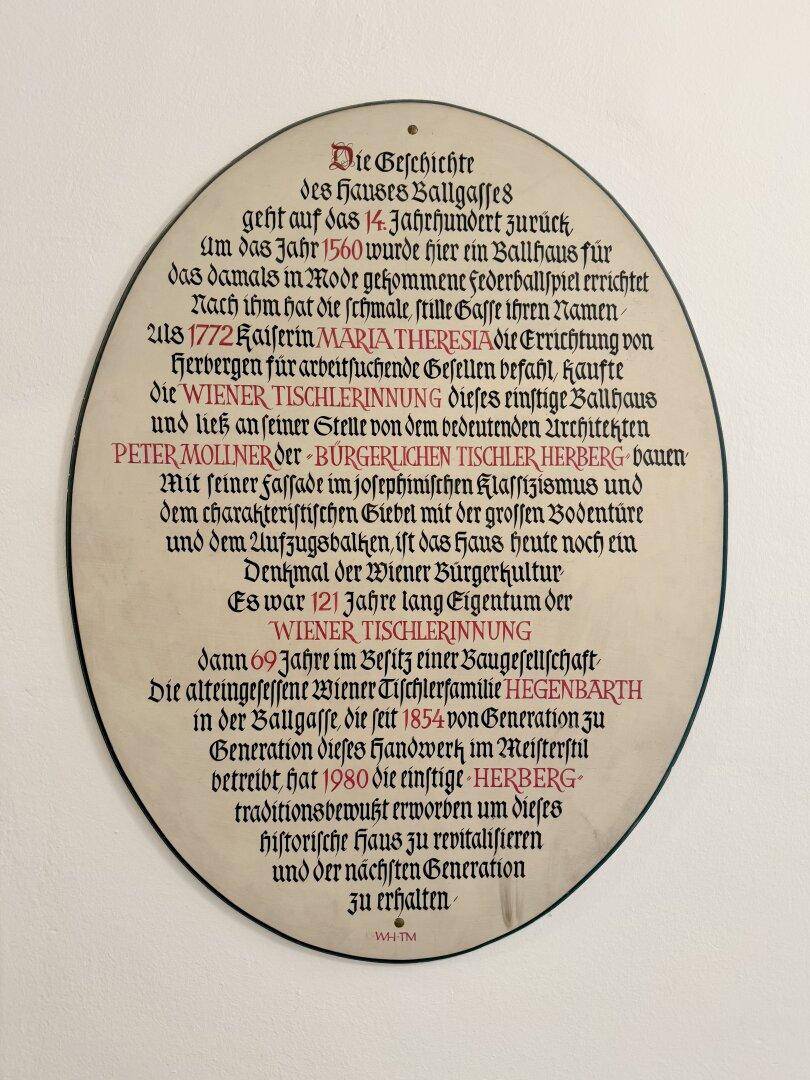 Die Geschichte
des Hauses Ballgasse 8
geht auf das 14. Jahrhundert zurück,
Um das Jahr 1560 wurde hier ein Ballhaus für
das damals in Mode gekommene Federballspiel errichtet
Nach ihm hat die schmale, stille Gasse ihren Namen.
Als 1772 Kaiserin MARIA THERESIA die Errichtung von
Herbergen für arbeitsuchende Gesellen befahl, kaufte
die WIENER TISCHLERINNUNG dieses einstige Ballhaus
und ließ an seiner Stelle von dem bedeutenden Architekten
PETER MOLLNER der "BÜRGERLICHEN TISCHLER HERBERG" bauen.
Mit seiner Fassade im josephinischen Klassizismus und
dem charakteristischen Giebel mit der grossen Bodentüre
und dem Aufzugsbalken, ist das Haus heute noch ein
Denkmal der Wiener Bürgerkultur.
Es war 121 Jahre lang Eigentum der
WIENER TISCHLERINNUNG
dann 69 Jahre im Besitz einer Baugesellschaft.
Die alteingesessene Wiener Tischlerfamilie HEGENBARTH
in der Ballgasse, die seit 1854 von Generation zu
Generation dieses Handwerk im Meisterstil
betreibt, hat 1980 die einstige "HERBERG"
traditionsbewußt erworben um dieses
historische Haus zu revitalisieren
und der nächsten Generation
zu erhalten.
WH-TM